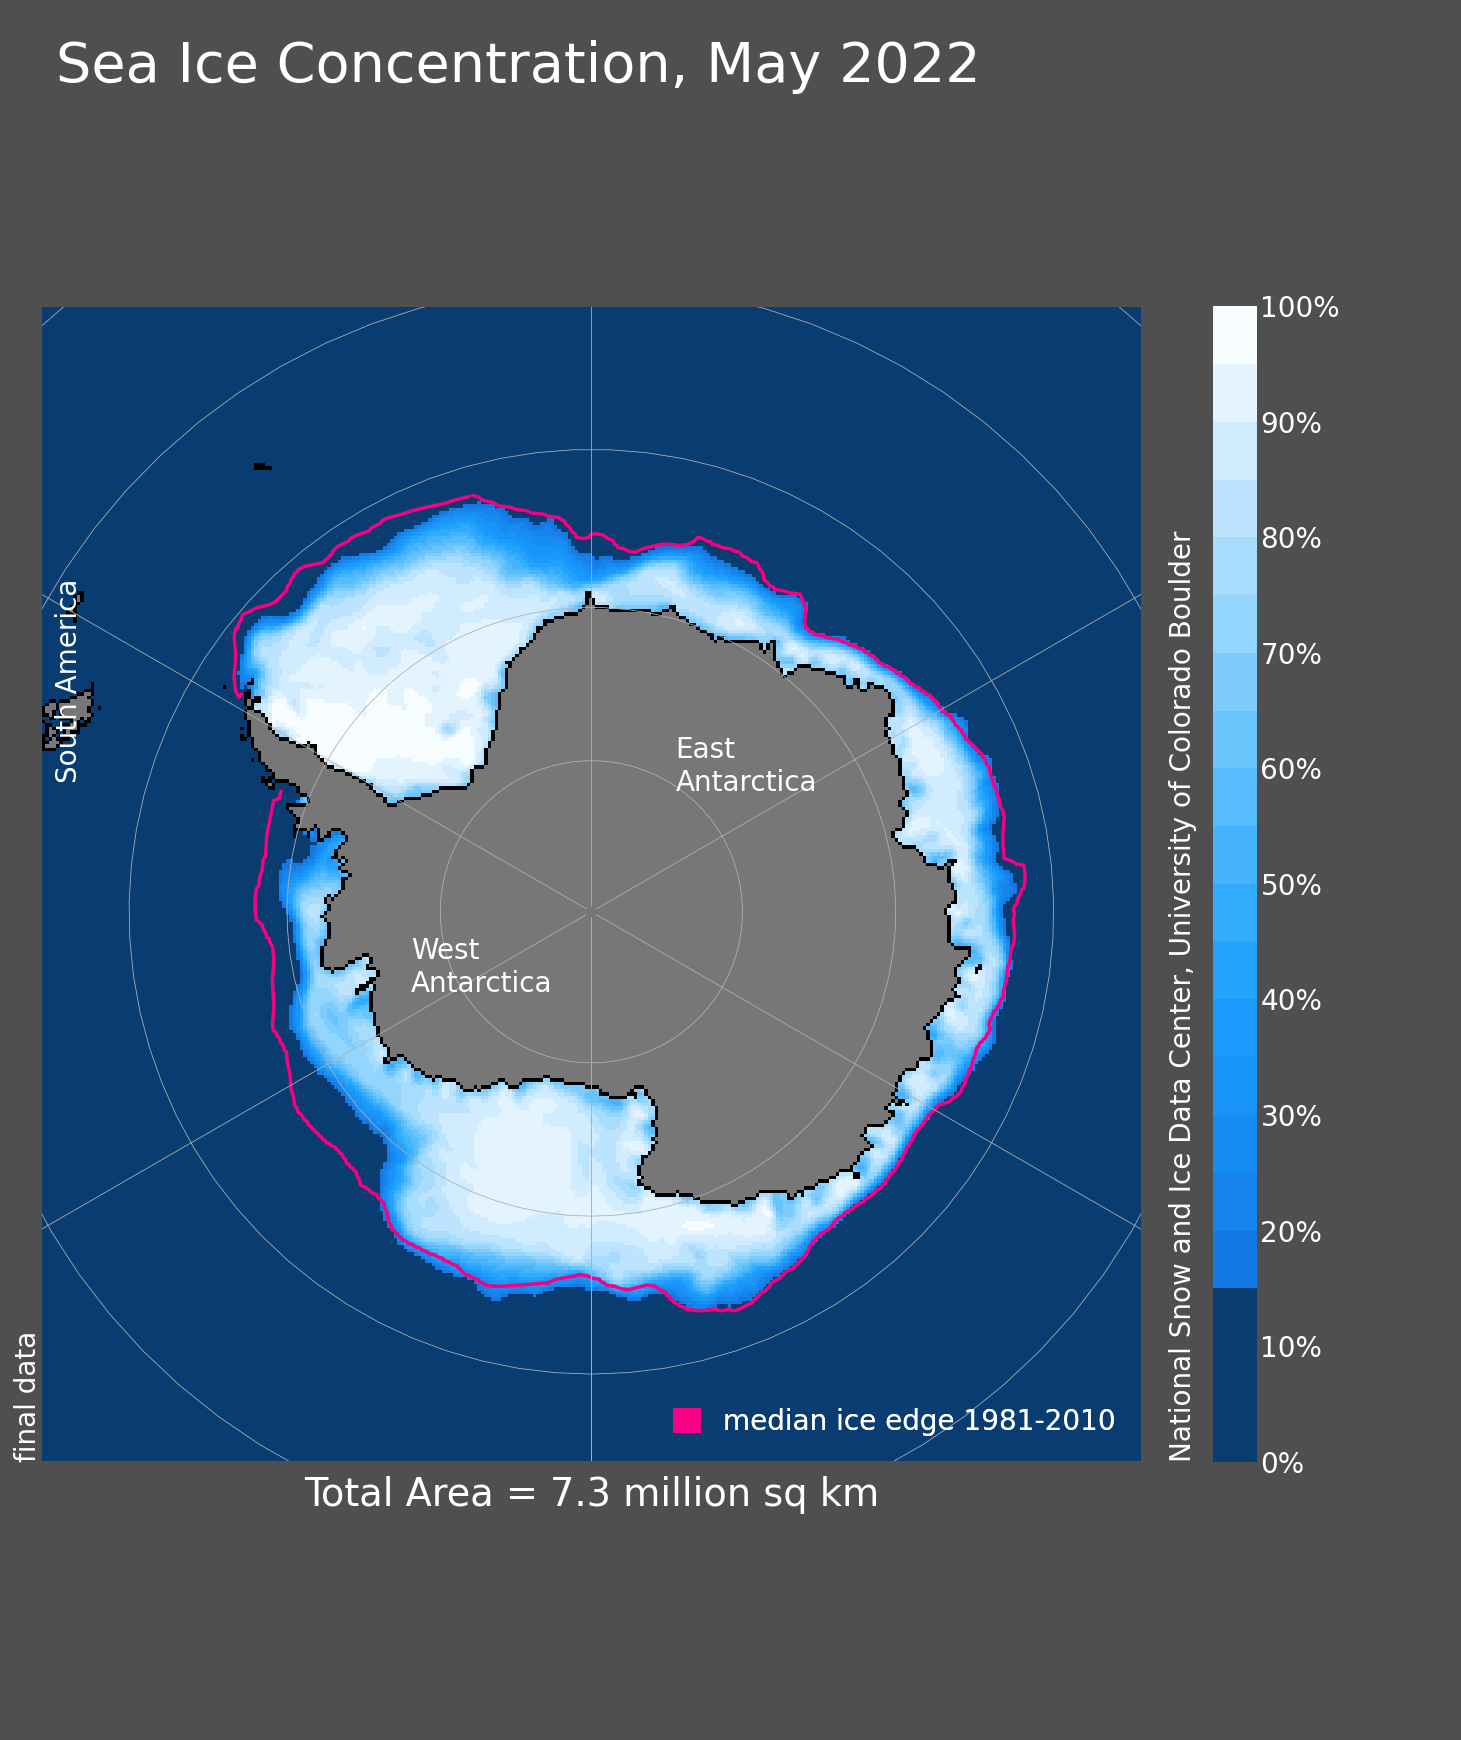 Sea Ice Concentration, May 2022
South America
East
Antarctica
West
Antarctica
median ice edge 1981-2010
final data
Total Area = 7.3 million sq km
National Snow and Ice Data Center, University of Colorado Boulder
100%
90%
80%
70%
60%
50%
40%
30%
20%
10%
0%